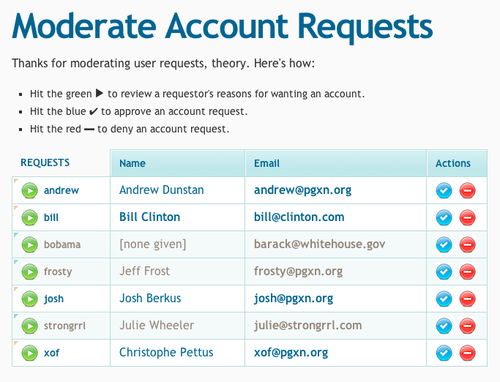 Moderate Account Requests
Thanks for moderating user requests, theory. Here's how:
Hit the green ▶ to review a requestor's reasons for wanting an account.
Hit the blue ✔ to approve an account request.
Hit the red ━ to deny an account request.
REQUESTS Name Email Actions
andrew Andrew Dunstan andrew@pgxn.org
bill Bill Clinton bill@clinton.com
bobama [none given] barack@whitehouse.gov
frosty Jeff Frost frosty@pgxn.org
josh Josh Berkus josh@pgxn.org
strongrrl Julie Wheeler julie@strongrrl.com
xof Christophe Pettus xof@pgxn.org